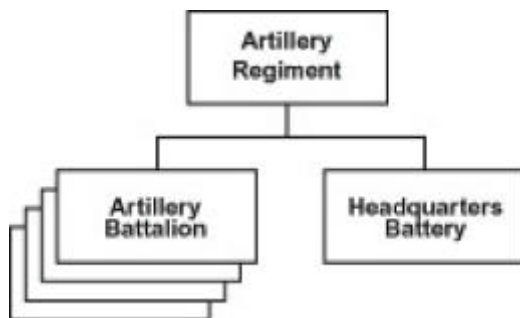 Artillery
Regiment
Artillery
Battalion
Headquarters
Battery